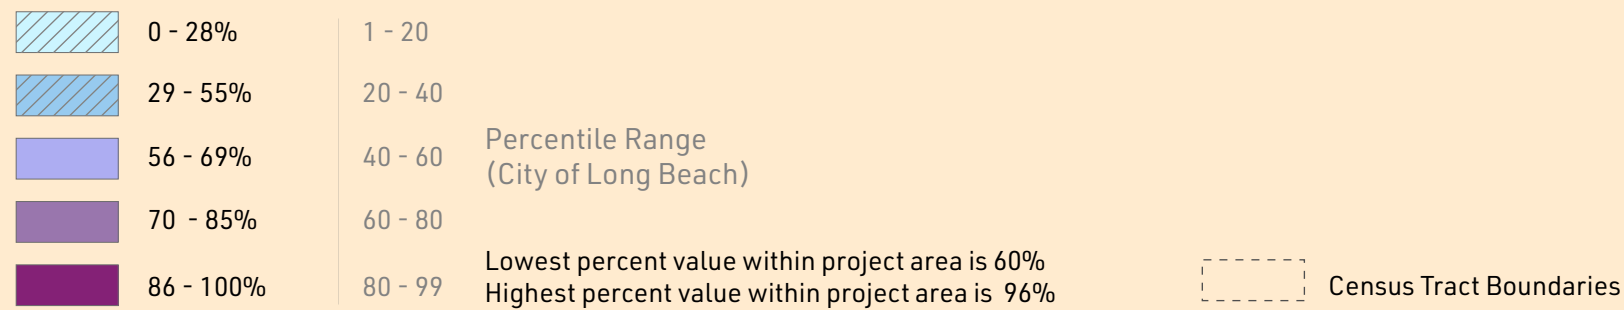 0 - 28%
1 - 20
29 - 55%
20 - 40
56 - 69%
40 - 60
Percentile Range
(City of Long Beach)
70 - 85%
60 - 80
86 - 100%
80 - 99
Lowest percent value within project area is 60%
Highest percent value within project area is 96%
Census Tract Boundaries